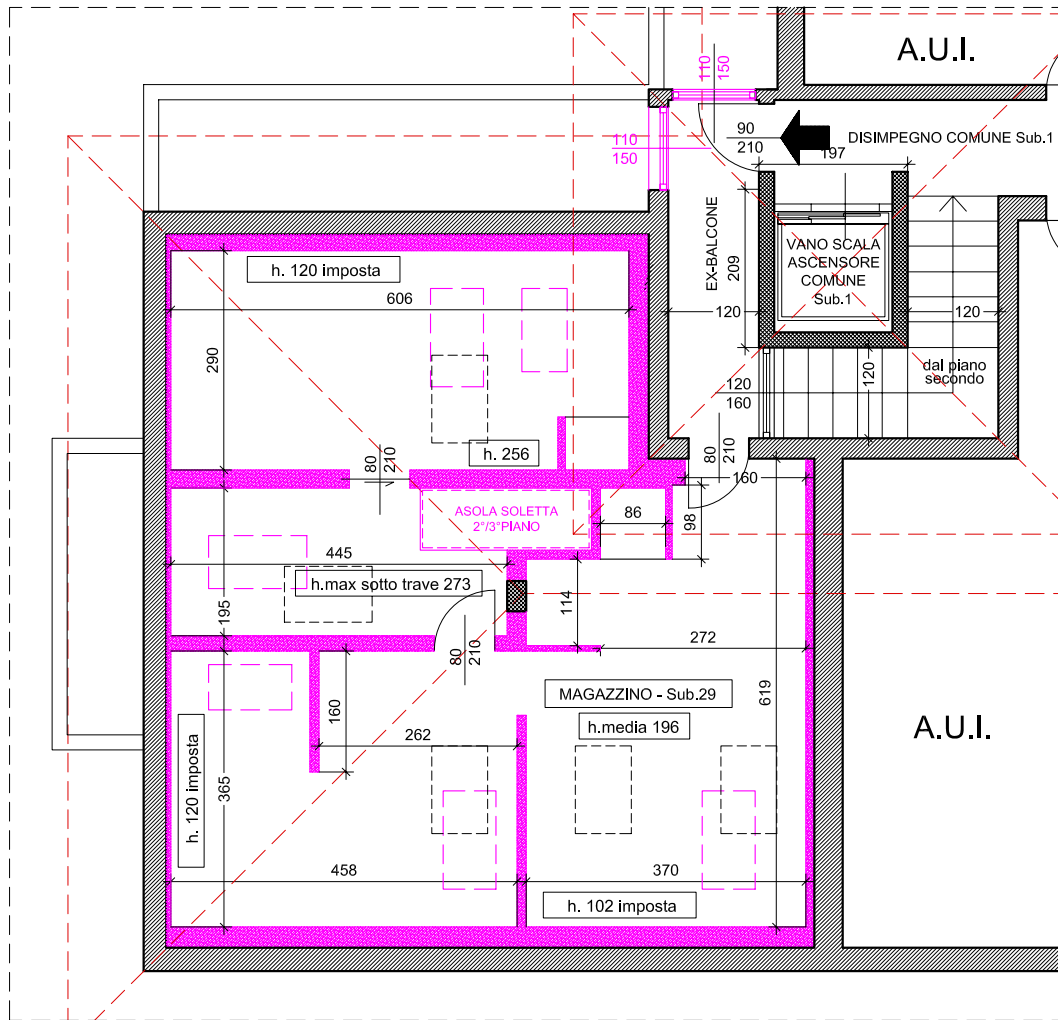 A.U.I.
110
150
110
150
90
210
DISIMPEGNO COMUNE Sub.1
197
EX-BALCONE
209
VANO SCALA
ASCENSORE
COMUNE
Sub.1
120
120
h. 120 imposta
606
290
120
dal piano
secondo
120
160
h. 256
80
210
80
210
160
ASOLA SOLETTA
2°/3°PIANO
86
98
445
h.max sotto trave 273
195
114
272
80
210
MAGAZZINO - Sub.29
h.media 196
619
A.U.I.
160
262
h. 120 imposta
365
458
370
h. 102 imposta